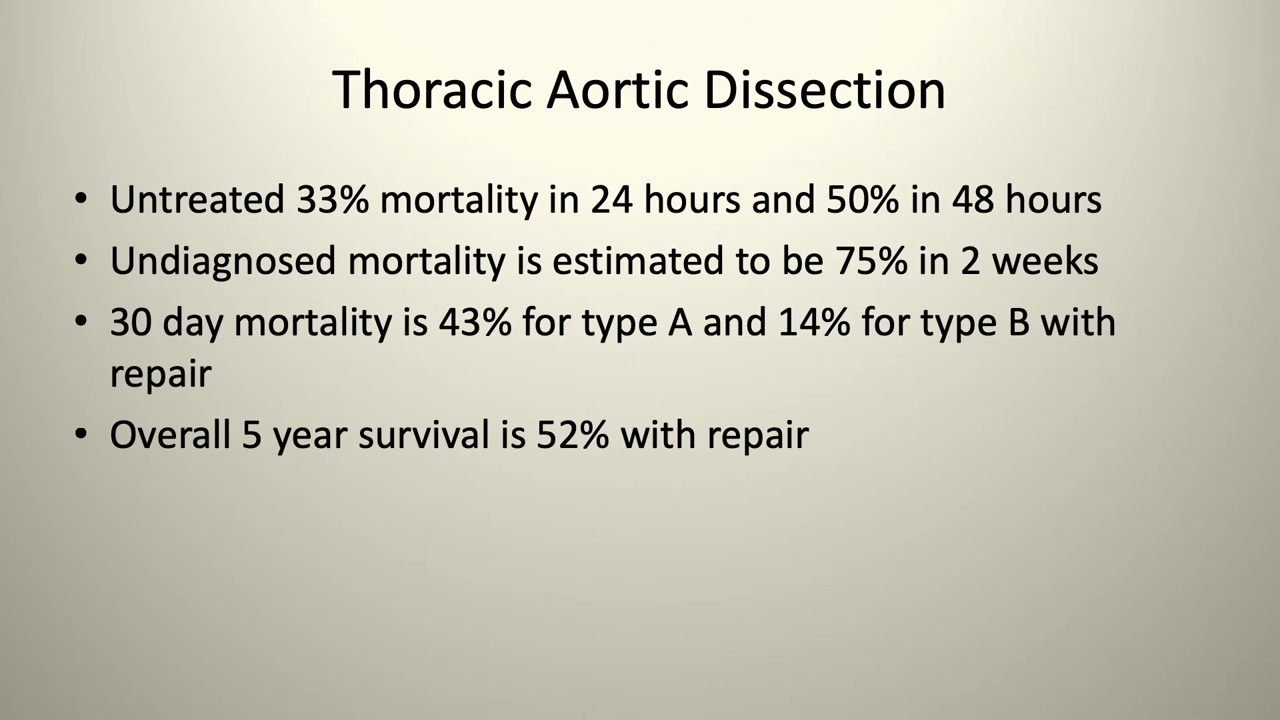 Thoracic Aortic Dissection
• Untreated 33% mortality in 24 hours and 50% in 48 hours
• Undiagnosed mortality is estimated to be 75% in 2 weeks
• 30 day mortality is 43% for type A and 14% for type B with
repair
• Overall 5 year survival is 52% with repair